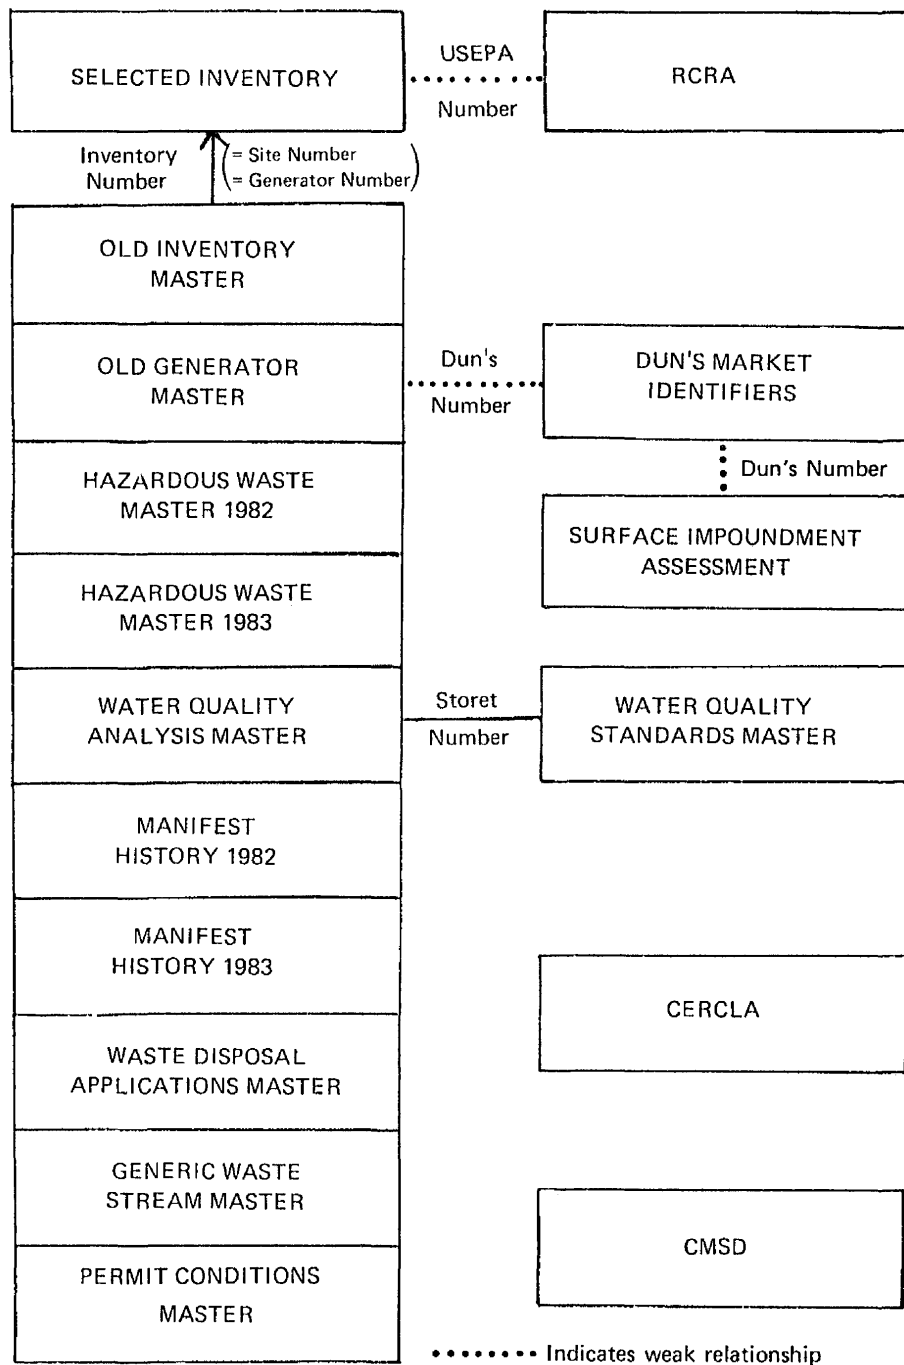 SELECTED INVENTORY
USEPA
Number
RCRA
Inventory
Number
(= Site Number
= Generator Number)
OLD INVENTORY
MASTER
OLD GENERATOR
MASTER
Dun's
Number
DUN'S MARKET
IDENTIFIERS
Dun's Number
HAZARDOUS WASTE
MASTER 1982
SURFACE IMPOUNDMENT
ASSESSMENT
HAZARDOUS WASTE
MASTER 1983
WATER QUALITY
ANALYSIS MASTER
Storet
Number
WATER QUALITY
STANDARDS MASTER
MANIFEST
HISTORY 1982
MANIFEST
HISTORY 1983
CERCLA
WASTE DISPOSAL
APPLICATIONS MASTER
GENERIC WASTE
STREAM MASTER
CMSD
PERMIT CONDITIONS
MASTER
Indicates weak relationship